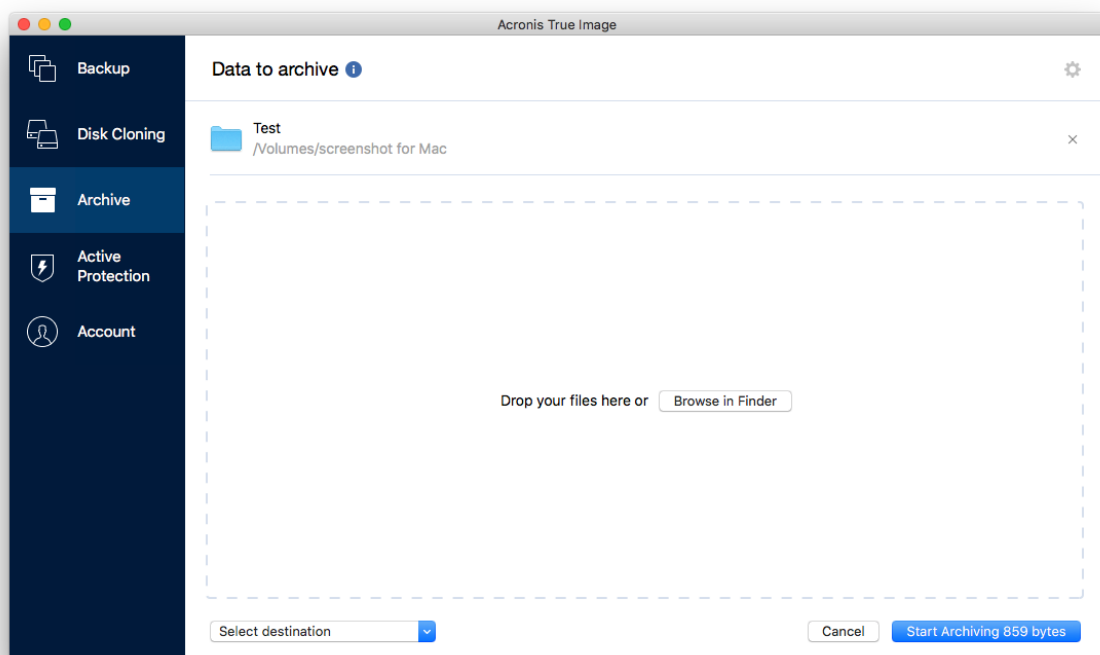 Acronis True Image
Backup
Disk Cloning
Archive
Active
Protection
Account
Data to archive i
Test
/Volumes/screenshot for Mac
Drop your files here or Browse in Finder
Select destination
Cancel
Start Archiving 859 bytes